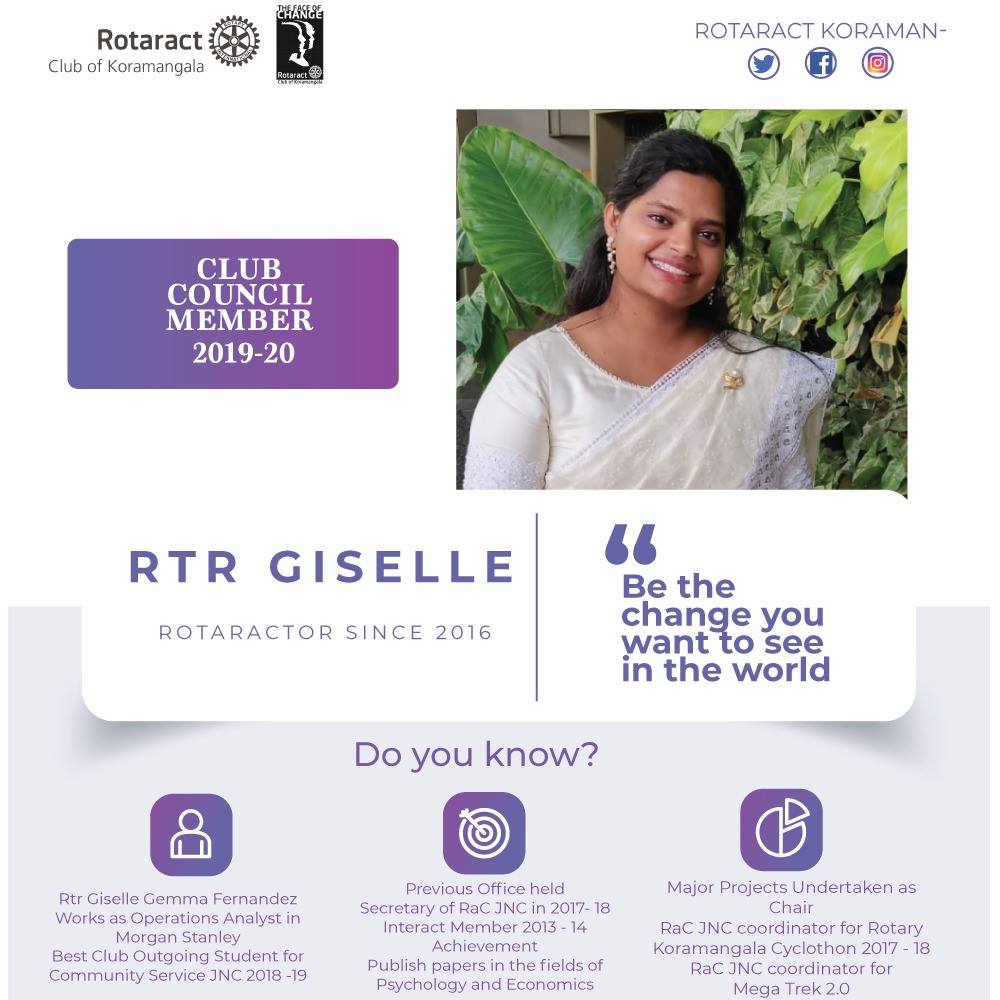 Rotaract
Club of Koramangala
THE FACE OF
CHANGE
Rotaract
Club of Koramangala
ROTARACT KORAMAN-
CLUB
COUNCIL
MEMBER
2019-20
RTR GISELLE
ROTARACTOR SINCE 2016
“
Be the
change you
want to see
in the world
Do you know?
Rtr Giselle Gemma Fernandez
Works as Operations Analyst in
Morgan Stanley
Best Club Outgoing Student for
Community Service JNC 2018 -19
Previous Office held
Secretary of RaC JNC in 2017- 18
Interact Member 2013 - 14
Achievement
Publish papers in the fields of
Psychology and Economics
Major Projects Undertaken as
Chair
RaC JNC coordinator for Rotary
Koramangala Cyclothon 2017 - 18
RaC JNC coordinator for
Mega Trek 2.0